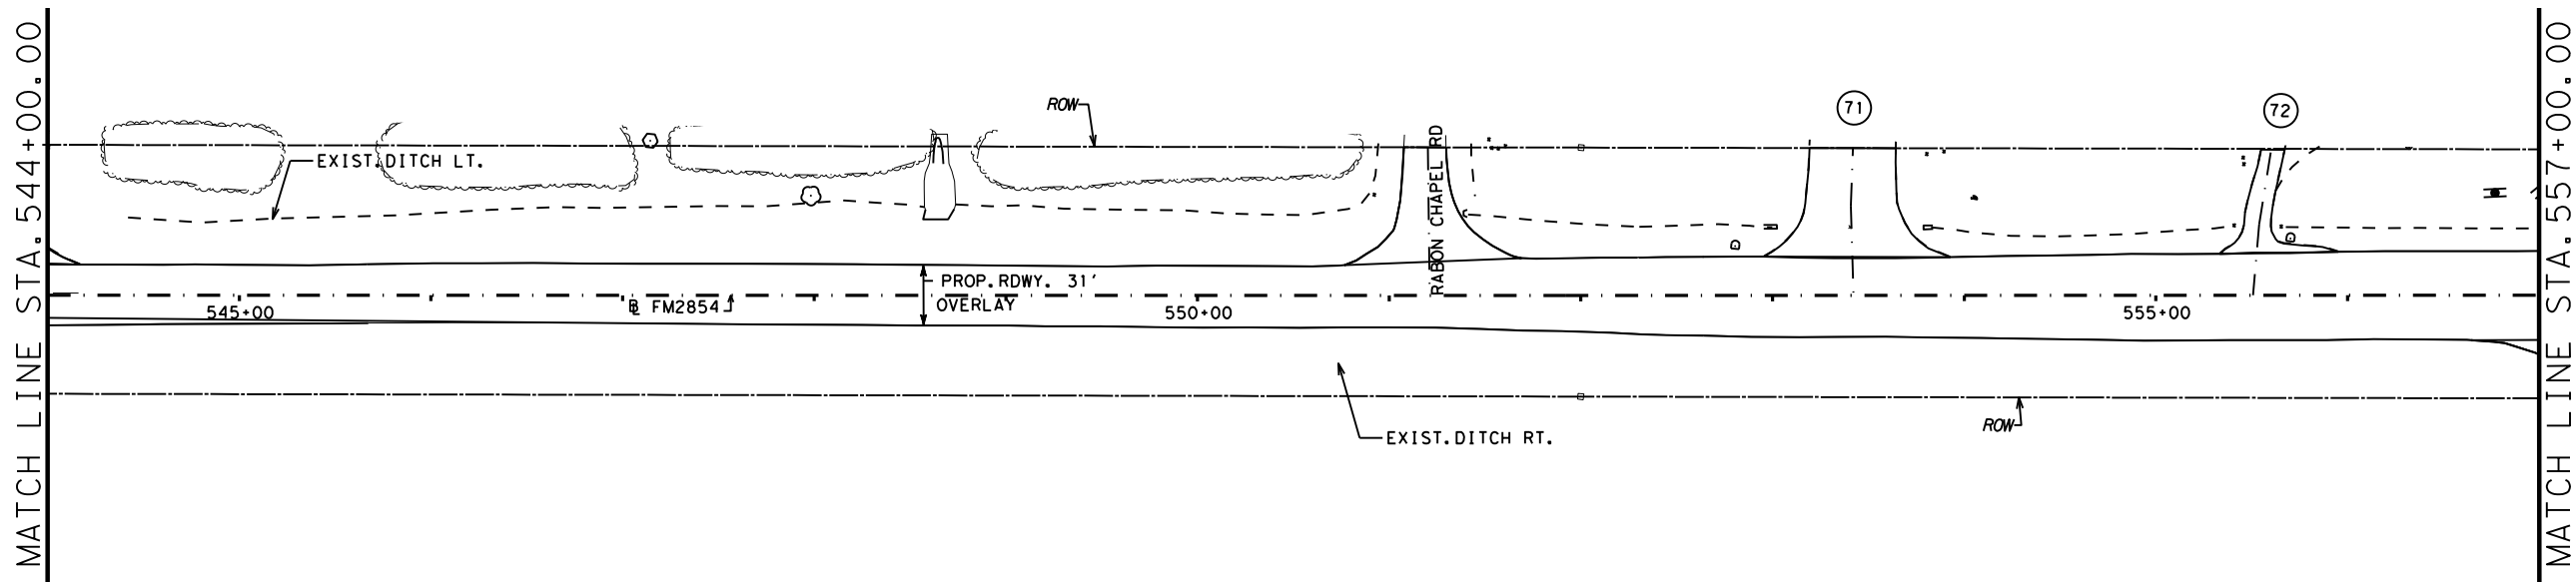 MATCH LINE STA. 544+00.00
ROW
71
72
EXIST. DITCH LT.
RABON CHAPEL RD
PROP. RDWY. 31'
OVERLAY
545+00
℄ FM2854
550+00
555+00
EXIST. DITCH RT.
ROW
MATCH LINE STA. 557+00.00